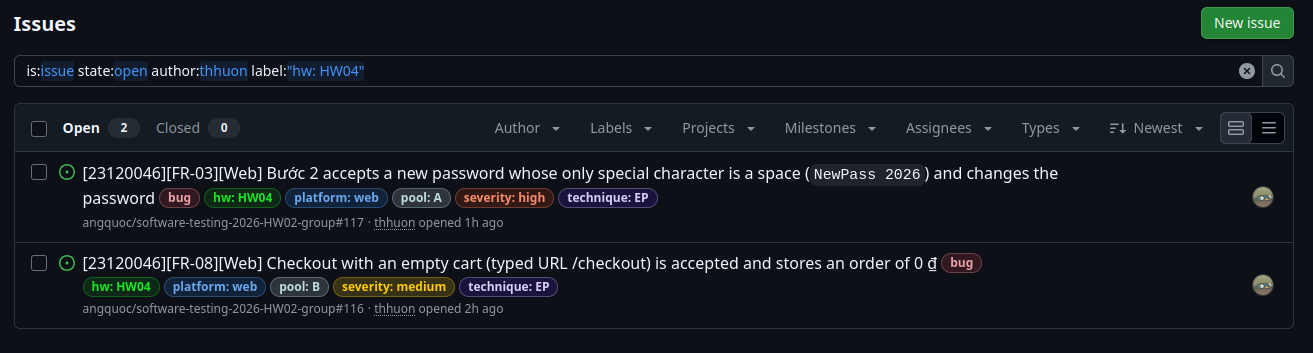 Issues
New issue
is:issue state:open author:thhuon label:"hw: HW04"
Open 2 Closed 0 Author Labels Projects Milestones Assignees Types Newest
[23120046][FR-03][Web] Bước 2 accepts a new password whose only special character is a space (NewPass 2026) and changes the
password bug hw: HW04 platform: web pool: A severity: high technique: EP
angquoc/software-testing-2026-HW02-group#117 · thhuon opened 1h ago
[23120046][FR-08][Web] Checkout with an empty cart (typed URL /checkout) is accepted and stores an order of 0 ₫ bug
hw: HW04 platform: web pool: B severity: medium technique: EP
angquoc/software-testing-2026-HW02-group#116 · thhuon opened 2h ago